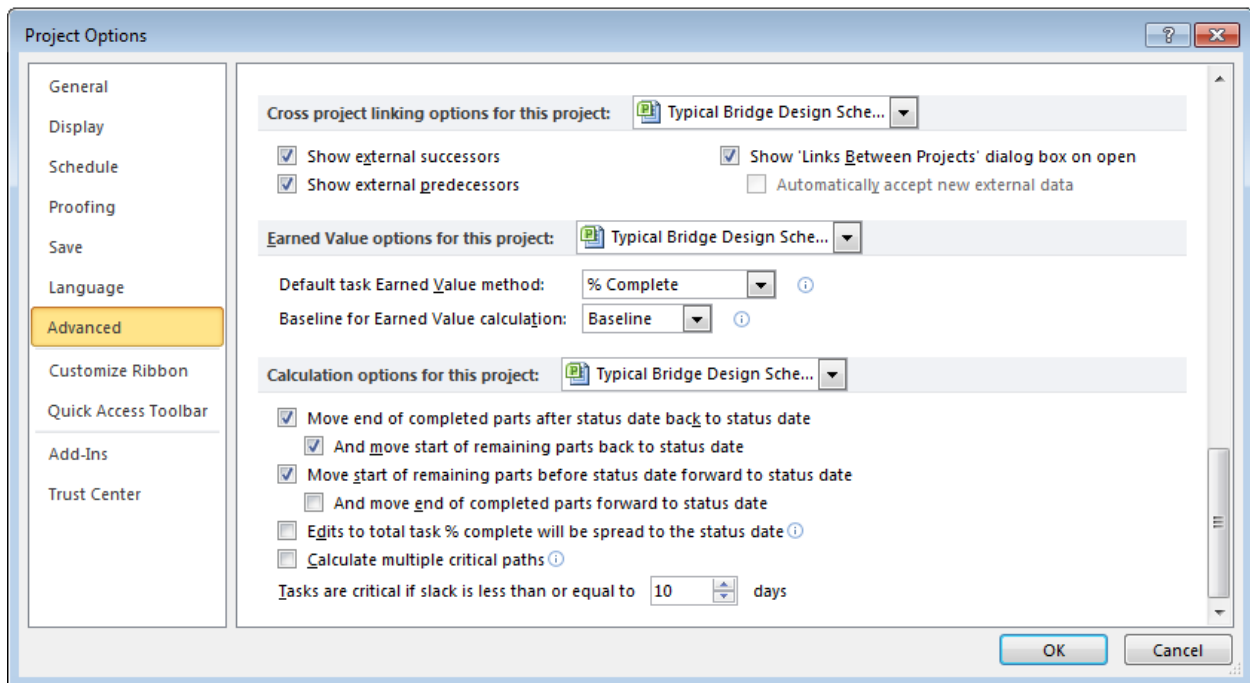 Project Options
General
Display
Schedule
Proofing
Save
Language
Advanced
Customize Ribbon
Quick Access Toolbar
Add-Ins
Trust Center
Cross project linking options for this project: Typical Bridge Design Sche...
Show external successors
Show 'Links Between Projects' dialog box on open
Show external predecessors
Automatically accept new external data
Earned Value options for this project: Typical Bridge Design Sche...
Default task Earned Value method: % Complete
Baseline for Earned Value calculation: Baseline
Calculation options for this project: Typical Bridge Design Sche...
Move end of completed parts after status date back to status date
And move start of remaining parts back to status date
Move start of remaining parts before status date forward to status date
And move end of completed parts forward to status date
Edits to total task % complete will be spread to the status date
Calculate multiple critical paths
Tasks are critical if slack is less than or equal to 10 days
OK Cancel